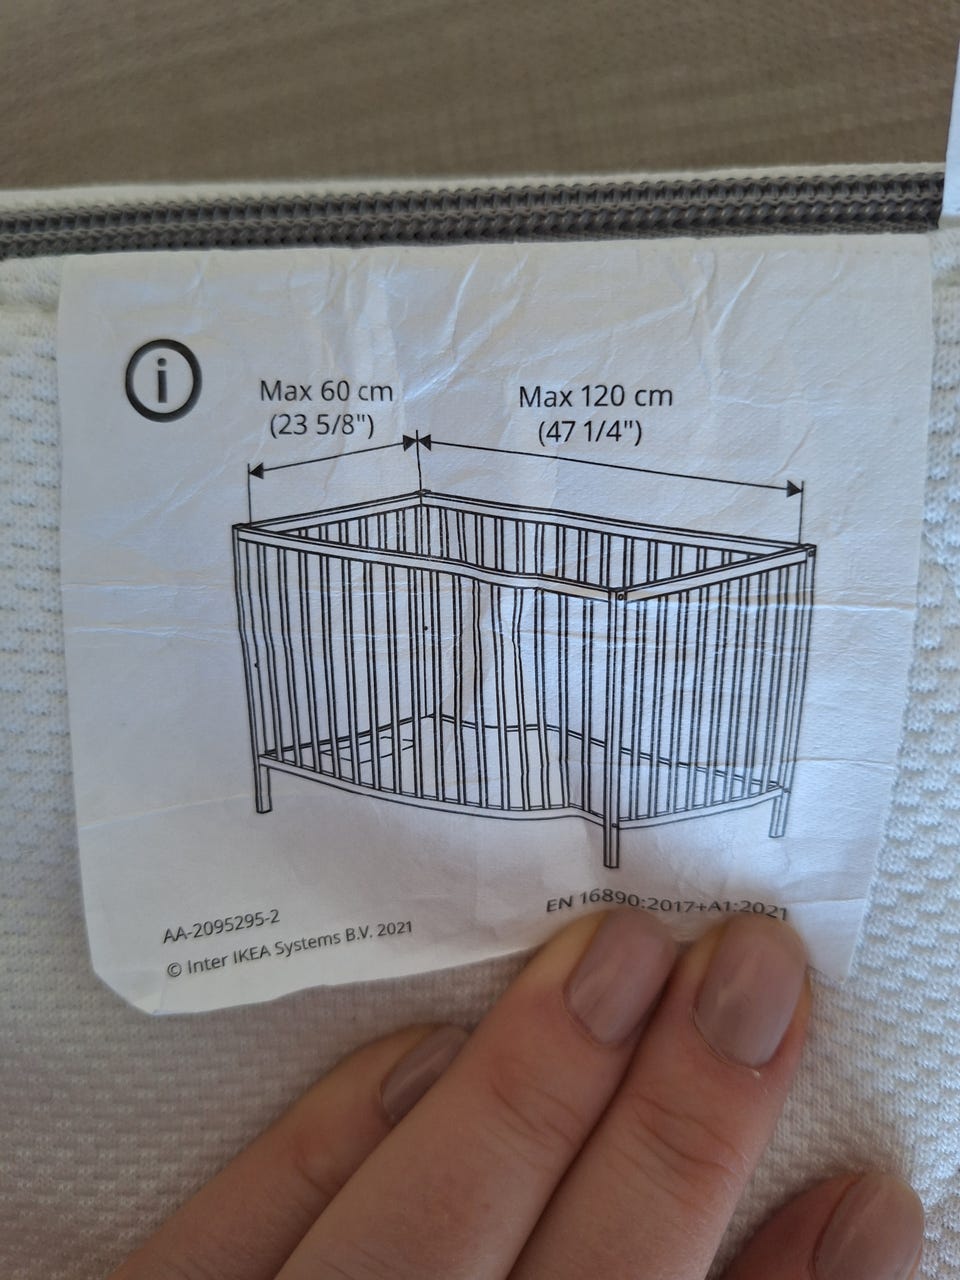 i
Max 60 cm
(23 5/8")
Max 120 cm
(47 1/4")
AA-2095295-2
© Inter IKEA Systems B.V. 2021
EN 16890:2017+A1:2021